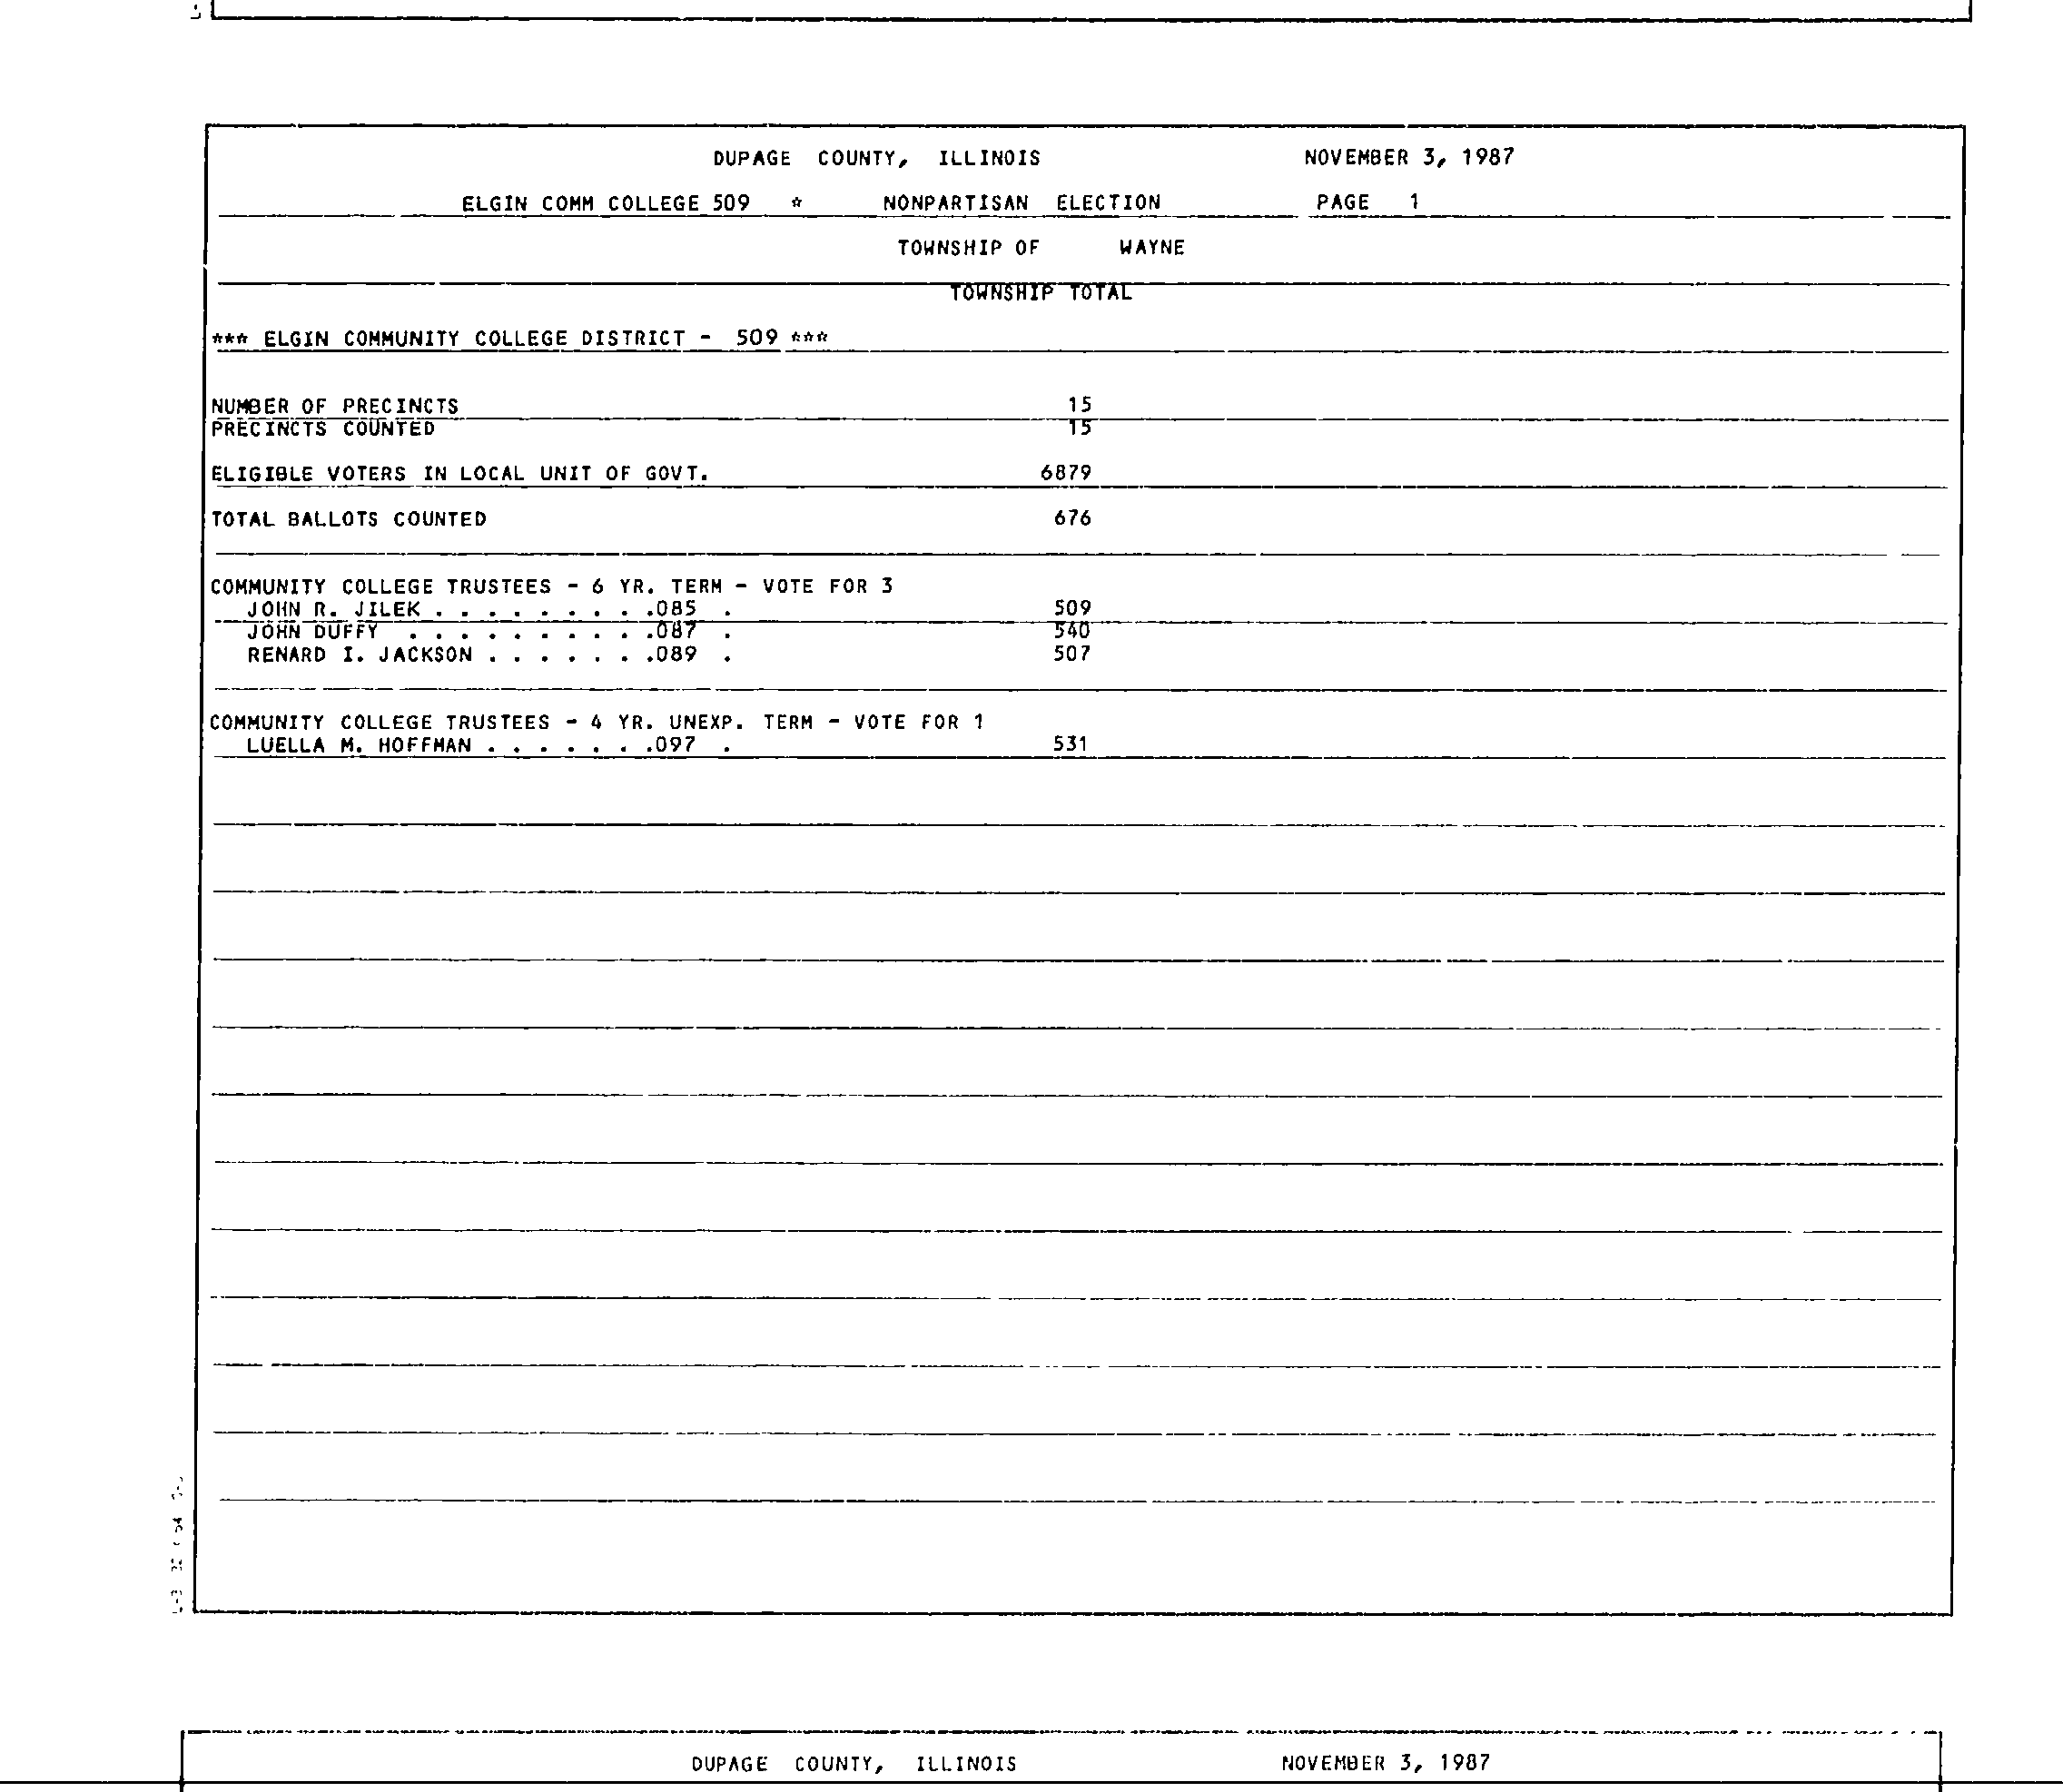 DUPAGE COUNTY, ILLINOIS NOVEMBER 3, 1987
ELGIN COMM COLLEGE 509 * NONPARTISAN ELECTION PAGE 1
TOWNSHIP OF WAYNE
TOWNSHIP TOTAL
*** ELGIN COMMUNITY COLLEGE DISTRICT - 509 ***
NUMBER OF PRECINCTS 15
PRECINCTS COUNTED 15
ELIGIBLE VOTERS IN LOCAL UNIT OF GOVT. 6879
TOTAL BALLOTS COUNTED 676
COMMUNITY COLLEGE TRUSTEES - 6 YR. TERM - VOTE FOR 3
JOHN R. JILEK . . . . . . . . .085 . 509
JOHN DUFFY . . . . . . . . . .087 . 540
RENARD I. JACKSON . . . . . . .089 . 507
COMMUNITY COLLEGE TRUSTEES - 4 YR. UNEXP. TERM - VOTE FOR 1
LUELLA M. HOFFMAN . . . . . . .097 . 531
DUPAGE COUNTY, ILLINOIS NOVEMBER 3, 1987